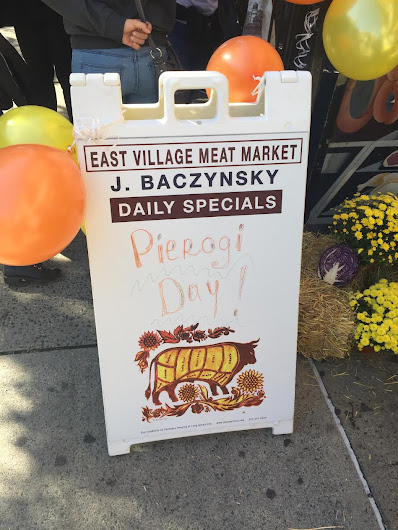 EAST VILLAGE MEAT MARKET
J. BACZYNSKY
DAILY SPECIALS
Pierogi
Day!